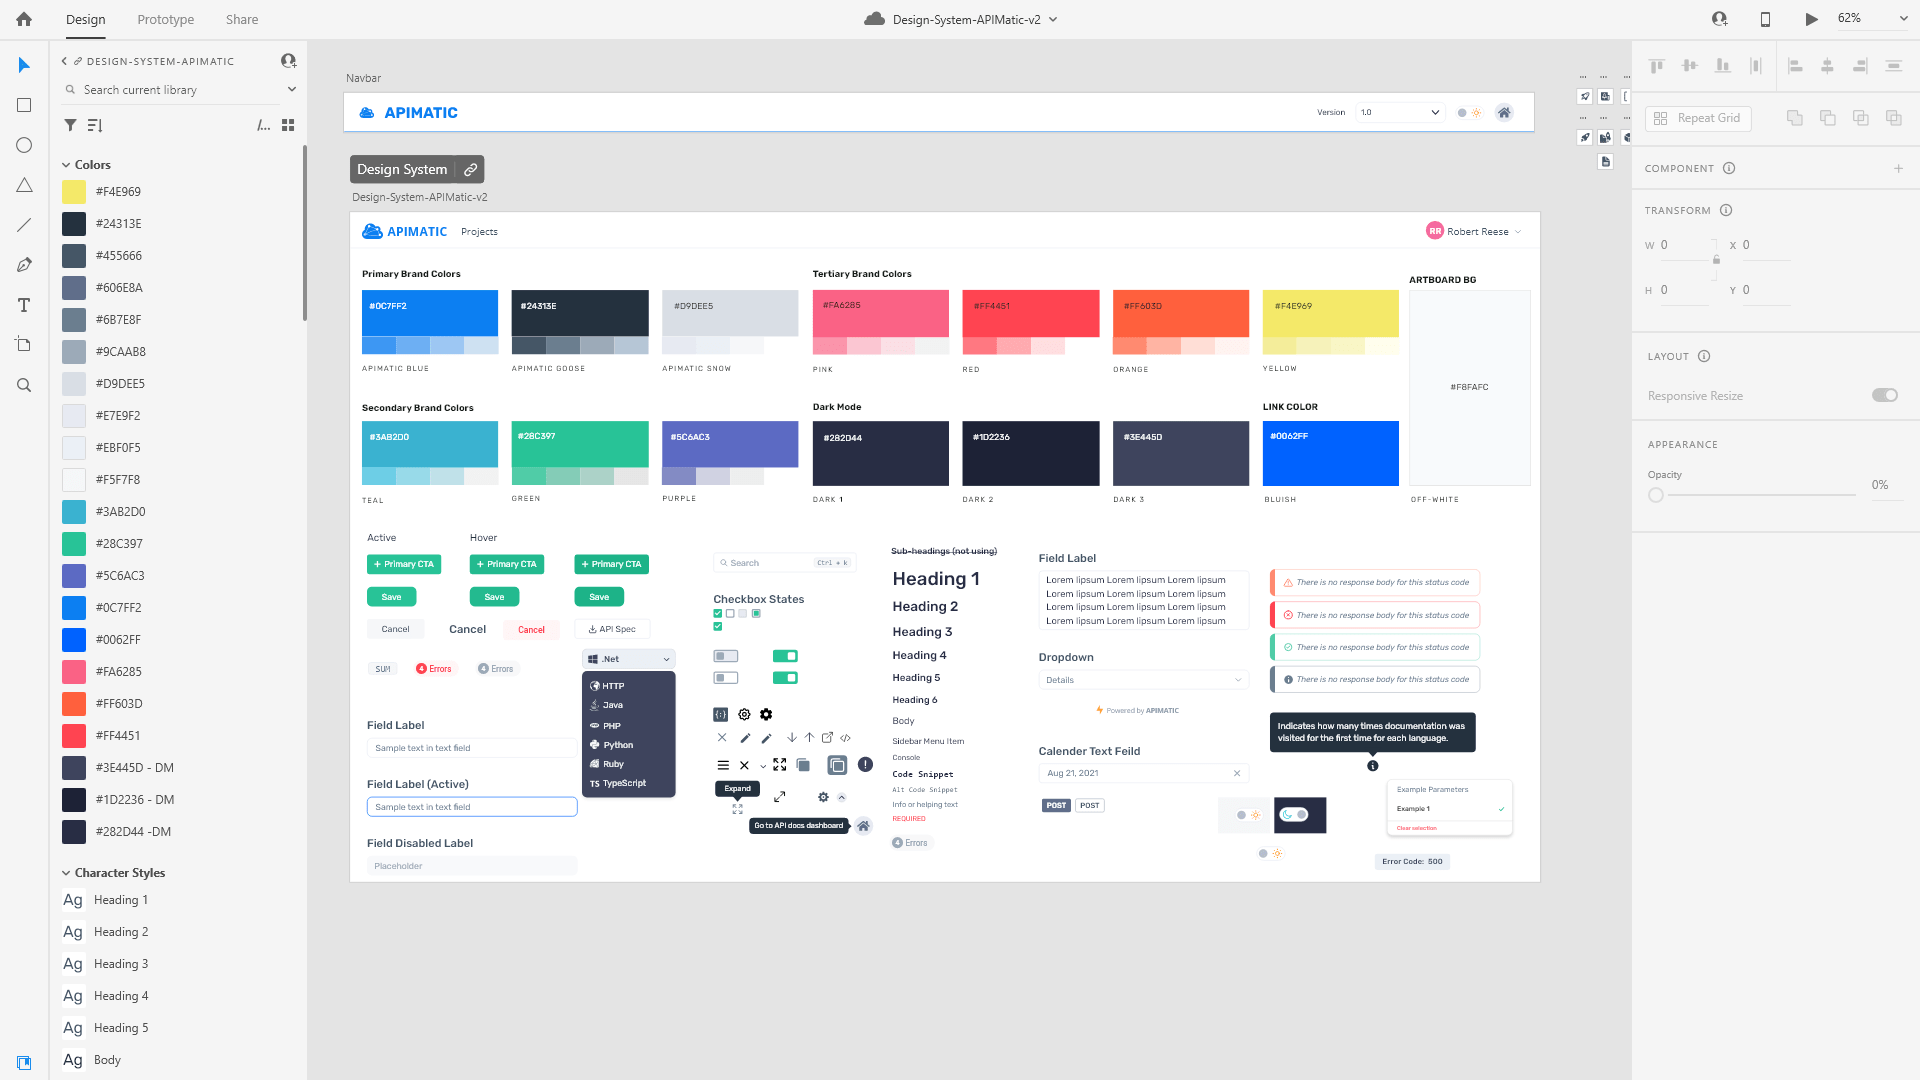 Design
Prototype
Share
Design-System-APIMatic-v2
62%
DESIGN-SYSTEM-APIMATIC
Search current library
/...
Colors
#F4E969
#24313E
#455666
#606E8A
#6B7E8F
#9CAAB8
#D9DEE5
#E7E9F2
#EBF0F5
#F5F7F8
#3AB2D0
#28C397
#5C6AC3
#0C7FF2
#0062FF
#FA6285
#FF603D
#FF4451
#3E445D - DM
#1D2236 - DM
#282D44 -DM
Character Styles
Ag Heading 1
Ag Heading 2
Ag Heading 3
Ag Heading 4
Ag Heading 5
Ag Body
Navbar
APIMATIC
Version 1.0
Design System
Design-System-APIMatic-v2
APIMATIC Projects
RR Robert Reese
Primary Brand Colors
#0C7FF2
#24313E
#D9DEE5
APIMATIC BLUE
APIMATIC GOOSE
APIMATIC SNOW
Tertiary Brand Colors
#FA6285
#FF4451
#FF603D
#F4E969
PINK
RED
ORANGE
YELLOW
ARTBOARD BG
#F8FAFC
OFF-WHITE
Secondary Brand Colors
#3AB2D0
#28C397
#5C6AC3
TEAL
GREEN
PURPLE
Dark Mode
#282D44
#1D2236
#3E445D
DARK 1
DARK 2
DARK 3
LINK COLOR
#0062FF
BLUISH
Active
Hover
+ Primary CTA
+ Primary CTA
+ Primary CTA
Save
Save
Save
Cancel
Cancel
Cancel
API Spec
SUM
4 Errors
4 Errors
.Net
HTTP
Java
PHP
Python
Ruby
TS TypeScript
Field Label
Sample text in text field
Field Label (Active)
Sample text in text field
Field Disabled Label
Placeholder
Search
Ctrl + k
Checkbox States
Expand
Go to API docs dashboard
Sub-headings (not using)
Heading 1
Heading 2
Heading 3
Heading 4
Heading 5
Heading 6
Body
Sidebar Menu Item
Console
Code Snippet
Alt Code Snippet
Info or helping text
REQUIRED
4 Errors
Field Label
Lorem Iipsum Lorem Iipsum Lorem Iipsum
Lorem Iipsum Lorem Iipsum Lorem Iipsum
Lorem Iipsum Lorem Iipsum Lorem Iipsum
Lorem Iipsum Lorem Iipsum Lorem Iipsum
Dropdown
Details
Powered by APIMATIC
Calender Text Feild
Aug 21, 2021
POST
POST
There is no response body for this status code
There is no response body for this status code
There is no response body for this status code
There is no response body for this status code
Indicates how many times documentation was
visited for the first time for each language.
Example Parameters
Example 1
Clear selection
Error Code: 500
Repeat Grid
COMPONENT
TRANSFORM
W 0
X 0
H 0
Y 0
LAYOUT
Responsive Resize
APPEARANCE
Opacity
0%